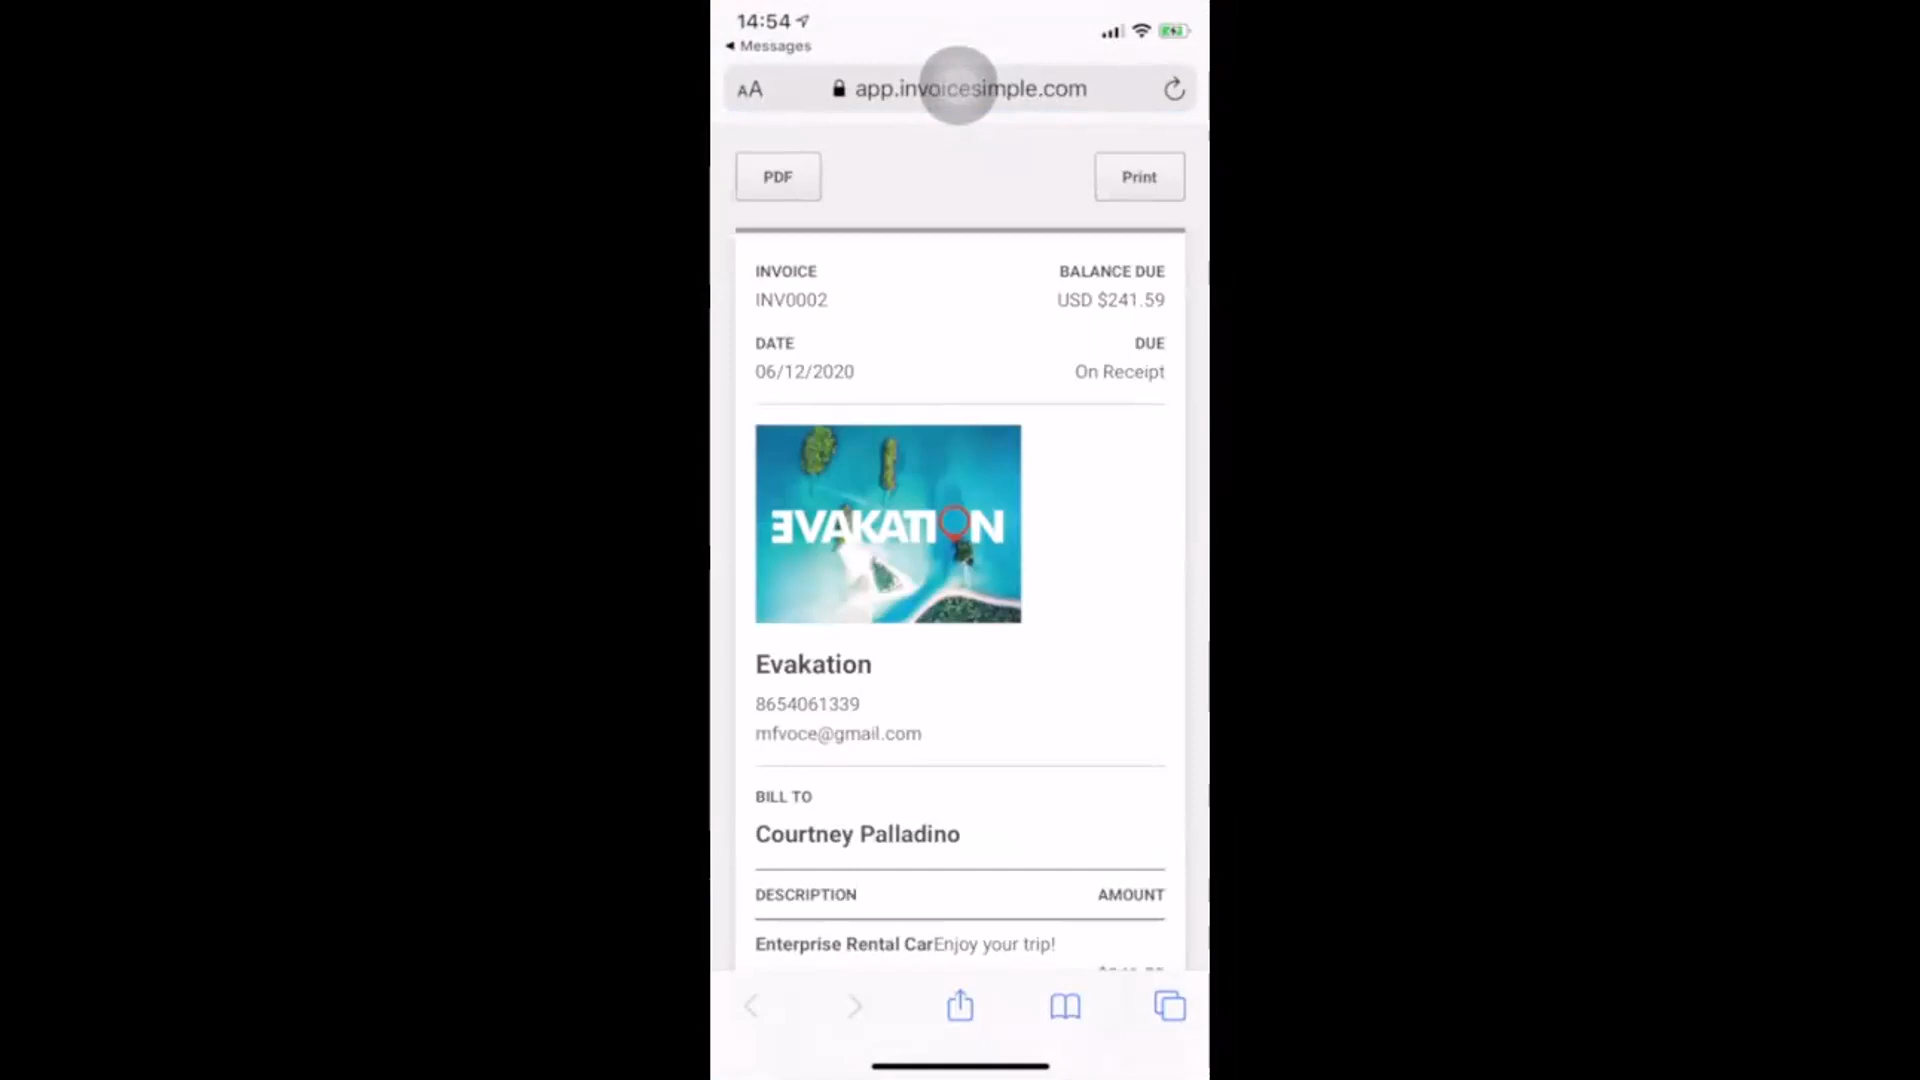 14:54
Messages
AA app.invoicesimple.com
PDF Print
INVOICE BALANCE DUE
INV0002 USD $241.59
DATE DUE
06/12/2020 On Receipt
EVAKATION
Evakation
8654061339
mfvoce@gmail.com
BILL TO
Courtney Palladino
DESCRIPTION AMOUNT
Enterprise Rental CarEnjoy your trip!